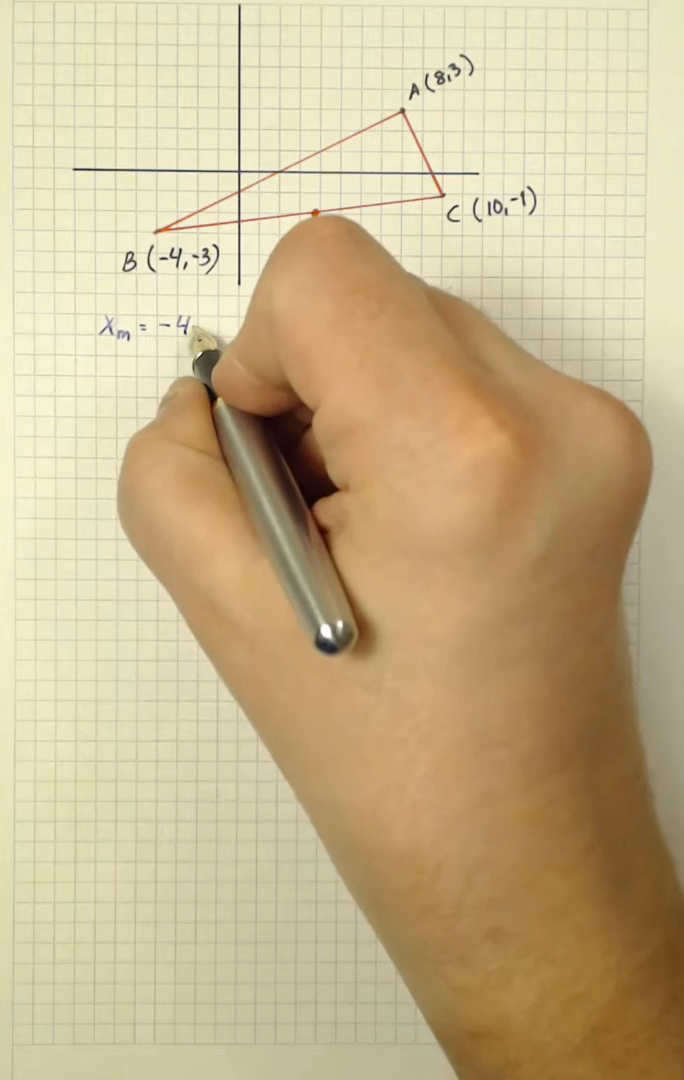 A (8,3)
C (10,-1)
B (-4,-3)
Xm = -4